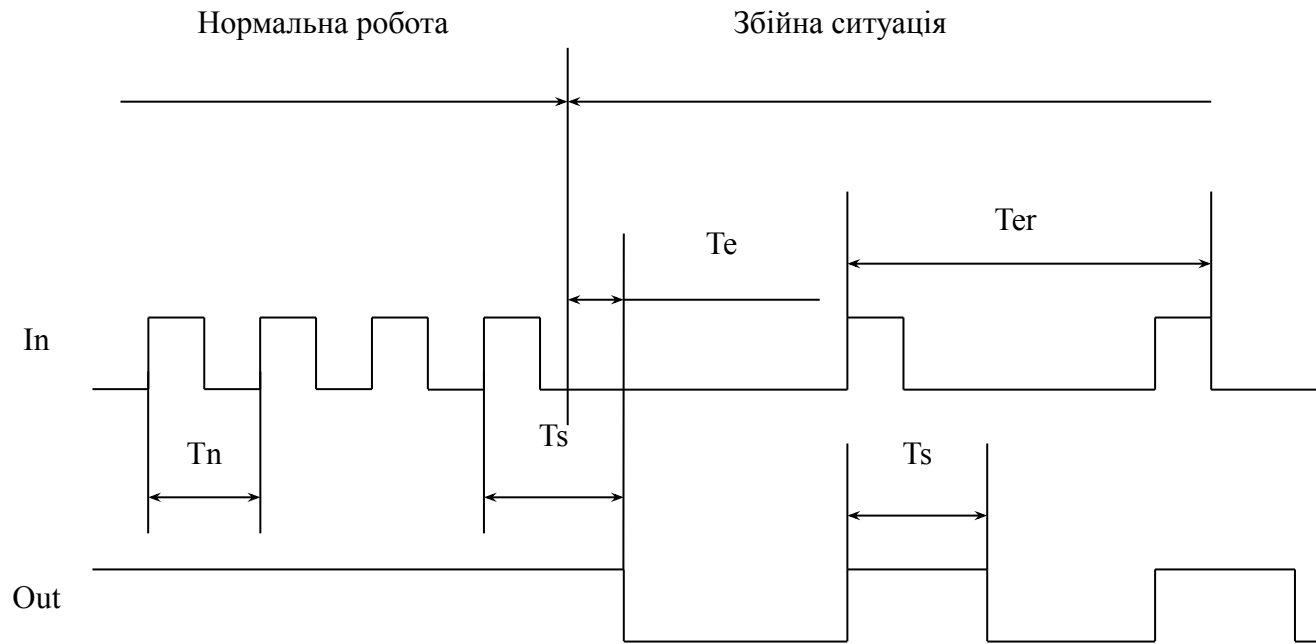 Нормальна робота
Збійна ситуація
Ter
Te
In
Ts
Tn
Ts
Out